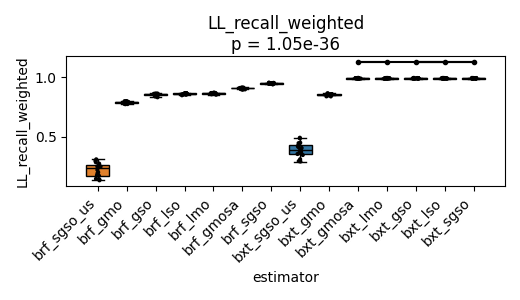 LL_recall_weighted
p = 1.05e-36
LL_recall_weighted
1.0
0.5
brf_sgso_us
brf_gmo
brf_gso
brf_lso
brf_lmo
brf_gmosa
brf_sgso
bxt_sgso_us
bxt_gmo
bxt_gmosa
bxt_lmo
bxt_gso
bxt_lso
bxt_sgso
estimator